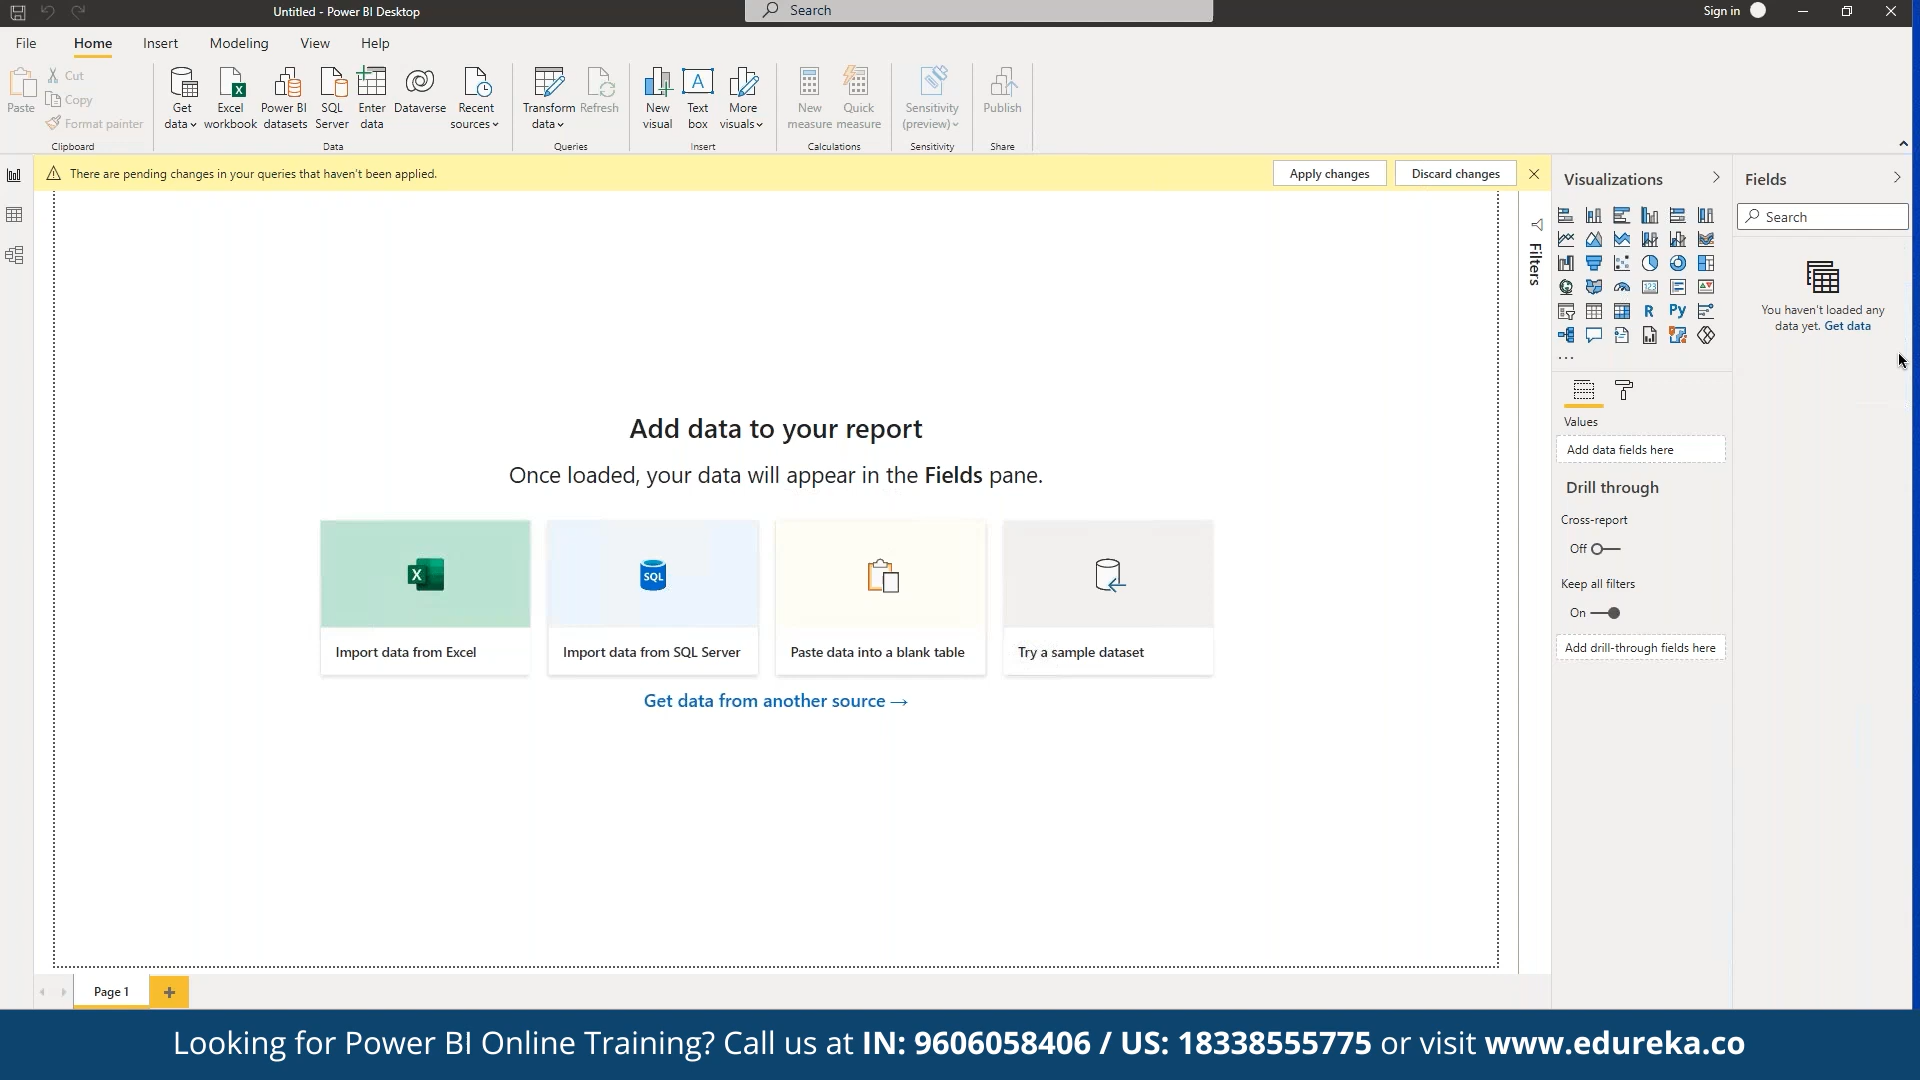 Untitled - Power BI Desktop
Search
Sign in
File
Home
Insert
Modeling
View
Help
Paste
Cut
Copy
Format painter
Clipboard
Get data
Excel workbook
Power BI datasets
SQL Server
Enter data
Dataverse
Recent sources
Data
Transform data
Refresh
Queries
New visual
Text box
More visuals
Insert
New measure
Quick measure
Calculations
Sensitivity (preview)
Sensitivity
Publish
Share
There are pending changes in your queries that haven't been applied.
Apply changes
Discard changes
Filters
Visualizations
Fields
Search
You haven't loaded any
data yet. Get data
123
R
Py
Values
Add data fields here
Drill through
Cross-report
Off
Keep all filters
On
Add drill-through fields here
Add data to your report
Once loaded, your data will appear in the Fields pane.
X
SQL
Import data from Excel
Import data from SQL Server
Paste data into a blank table
Try a sample dataset
Get data from another source →
Page 1
+
Looking for Power BI Online Training? Call us at IN: 9606058406 / US: 18338555775 or visit www.edureka.co